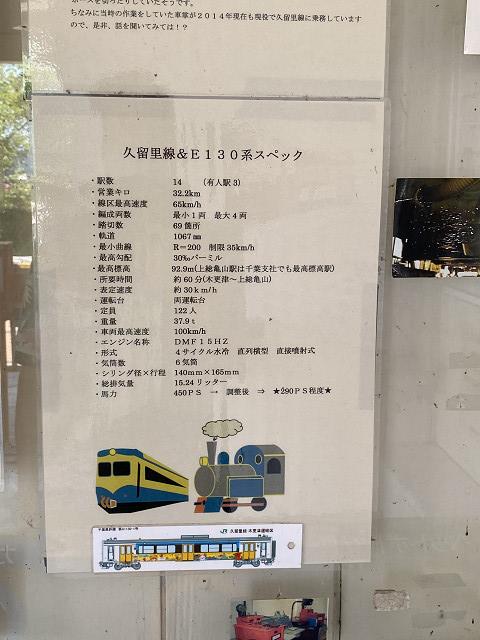 ちなみに当時の作業をしていた車掌が2014年現在も現役で久留里線に乗務しています
ので、是非、話を聞いてみては!?
久留里線&E130系スペック
・駅数 14 (有人駅3)
・営業キロ 32.2km
・線区最高速度 65km/h
・編成両数 最小1両 最大4両
・踏切数 69箇所
・軌道 1067㎜
・最小曲線 R=200 制限35km/h
・最高勾配 30‰パーミル
・最高標高 92.9m(上総亀山駅は千葉支社でも最高標高駅)
・所要時間 約60分(木更津~上総亀山)
・表定速度 約30km/h
・運転台 両運転台
・定員 122人
・重量 37.9t
・車両最高速度 100km/h
・エンジン名称 DMF15HZ
・形式 4サイクル水冷 直列横型 直接噴射式
・気筒数 6気筒
・シリンダ径×行程 140mm×165mm
・総排気量 15.24リッター
・馬力 450PS → 調整後 ⇒ ★290PS程度★
JR 久留里線 木更津運輸区